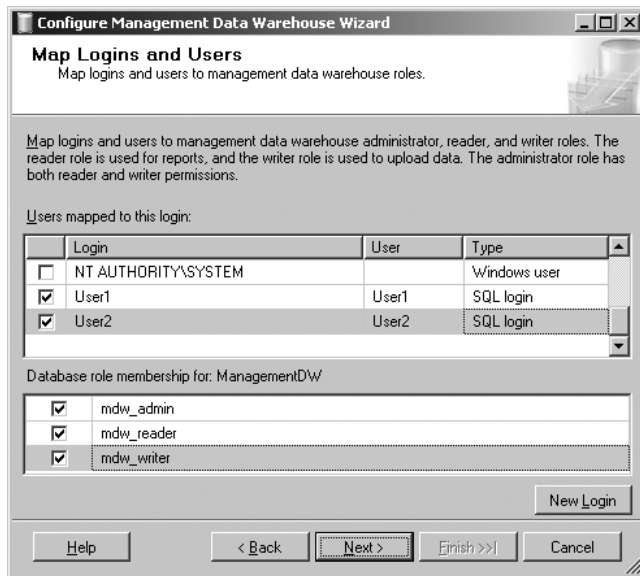 Configure Management Data Warehouse Wizard
Map Logins and Users
Map logins and users to management data warehouse roles.
Map logins and users to management data warehouse administrator, reader, and writer roles. The
reader role is used for reports, and the writer role is used to upload data. The administrator role has
both reader and writer permissions.
Users mapped to this login:
Login User Type
NT AUTHORITY\SYSTEM Windows user
User1 User1 SQL login
User2 User2 SQL login
Database role membership for: ManagementDW
mdw_admin
mdw_reader
mdw_writer
New Login
Help < Back Next > Finish >>| Cancel